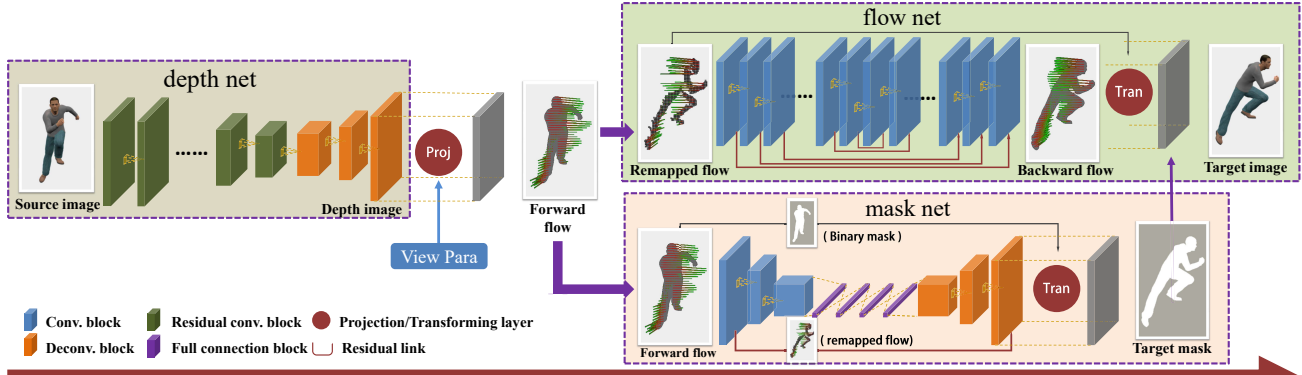 depth net
Source image
Depth image
Proj
View Para
Forward
flow
flow net
Remapped flow
Backward flow
Tran
Target image
mask net
( Binary mask )
Forward flow
( remapped flow)
Tran
Target mask
Conv. block
Residual conv. block
Projection/Transforming layer
Deconv. block
Full connection block
Residual link